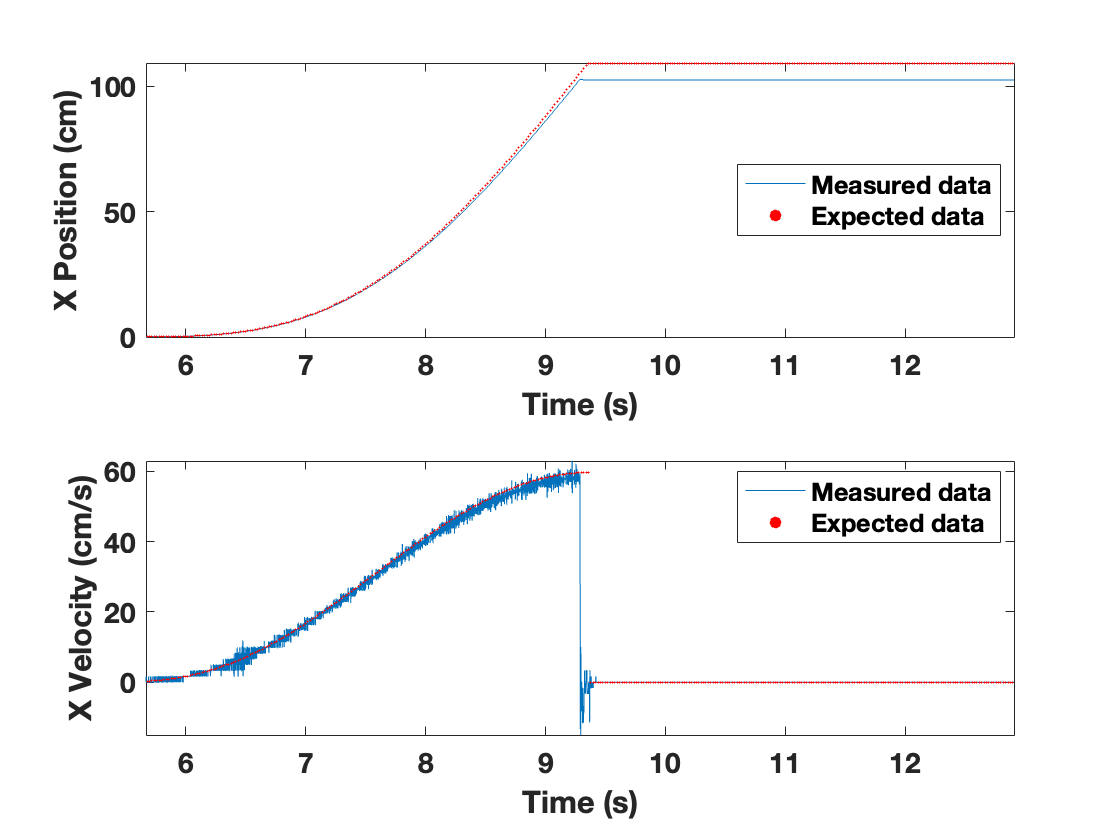 X Position (cm)
100
50
0
6 7 8 9 10 11 12
Time (s)
Measured data
Expected data
X Velocity (cm/s)
60
40
20
0
6 7 8 9 10 11 12
Time (s)
Measured data
Expected data